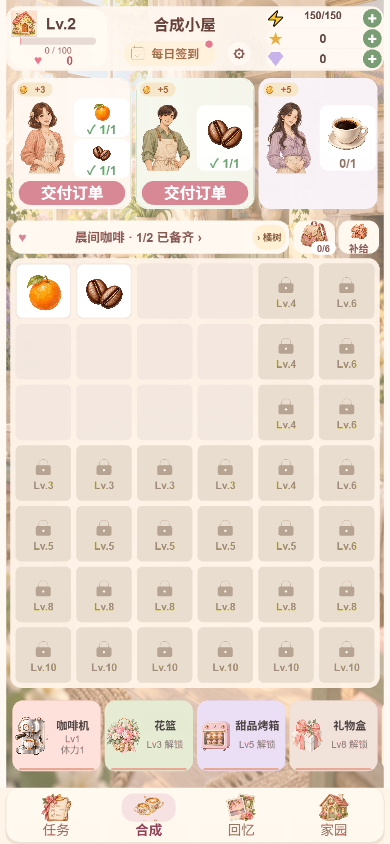 Lv.2
合成小屋
150/150
0 / 100
0
每日签到
0
0
+3
+5
+5
✓ 1/1
✓ 1/1
✓ 1/1
0/1
交付订单
交付订单
晨间咖啡 · 1/2 已备齐 ›
› 橘树
0/6
补给
Lv.4
Lv.6
Lv.4
Lv.6
Lv.4
Lv.6
Lv.3
Lv.3
Lv.3
Lv.3
Lv.4
Lv.6
Lv.5
Lv.5
Lv.5
Lv.5
Lv.5
Lv.6
Lv.8
Lv.8
Lv.8
Lv.8
Lv.8
Lv.8
Lv.10
Lv.10
Lv.10
Lv.10
Lv.10
Lv.10
咖啡机
Lv1
体力1
花篮
Lv3 解锁
甜品烤箱
Lv5 解锁
礼物盒
Lv8 解锁
任务
合成
回忆
家园